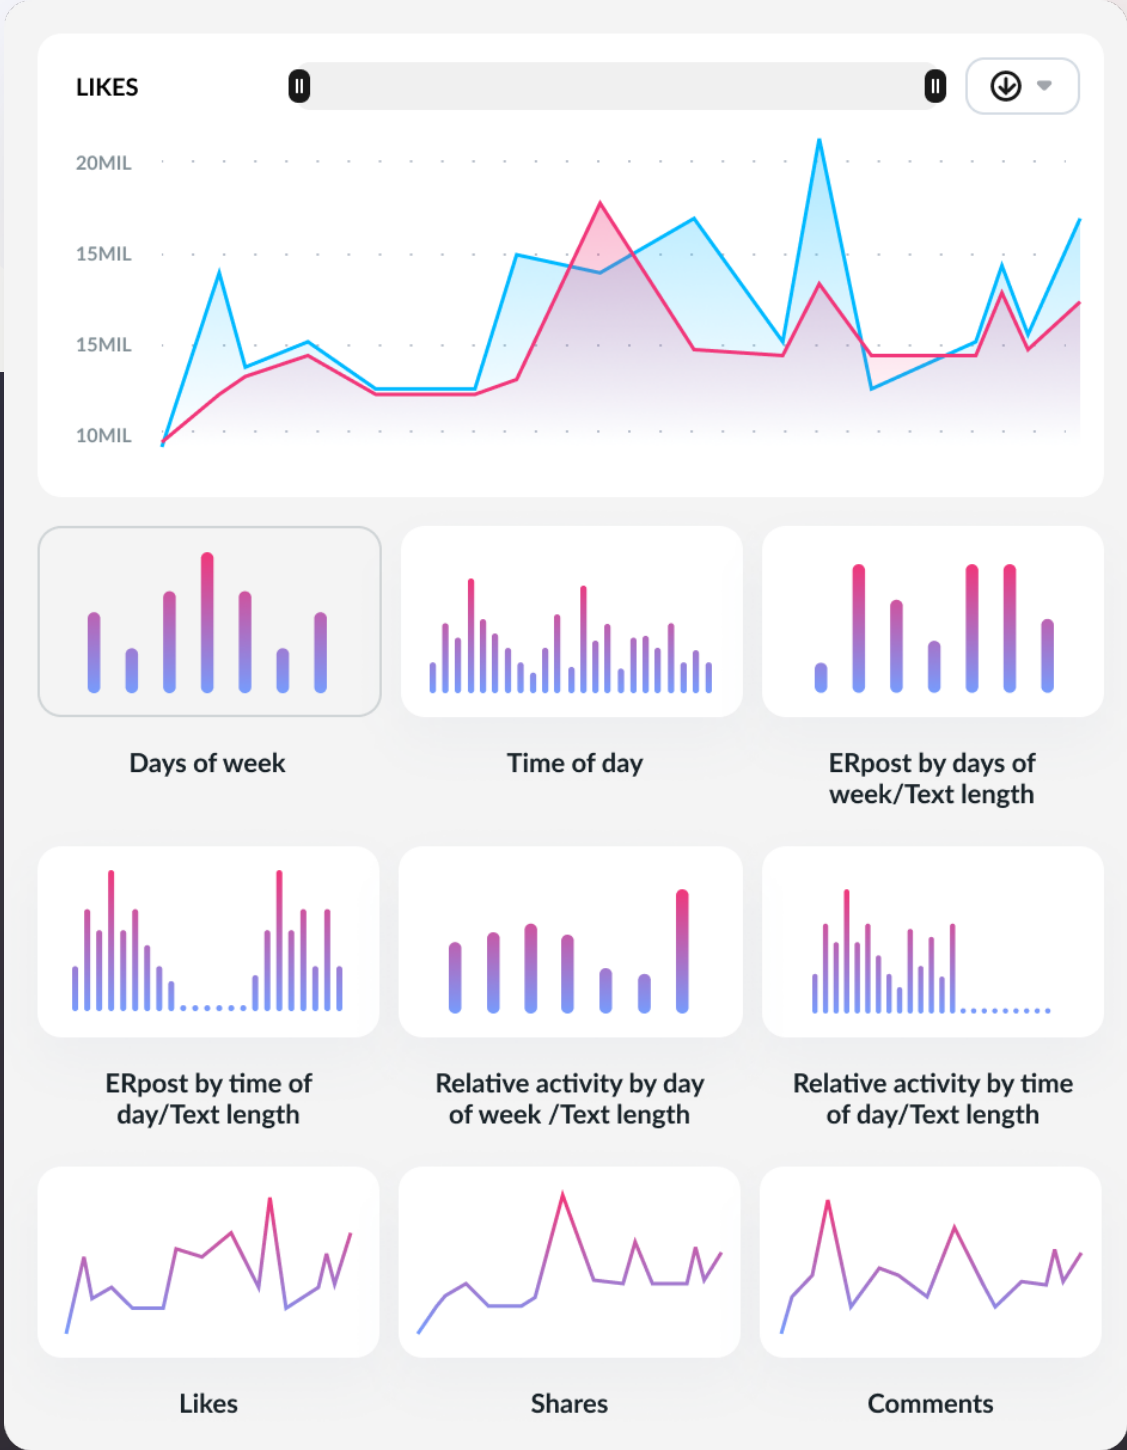 LIKES
20MIL
15MIL
15MIL
10MIL
Days of week
Time of day
ERpost by days of
week/Text length
ERpost by time of
day/Text length
Relative activity by day
of week /Text length
Relative activity by time
of day/Text length
Likes
Shares
Comments